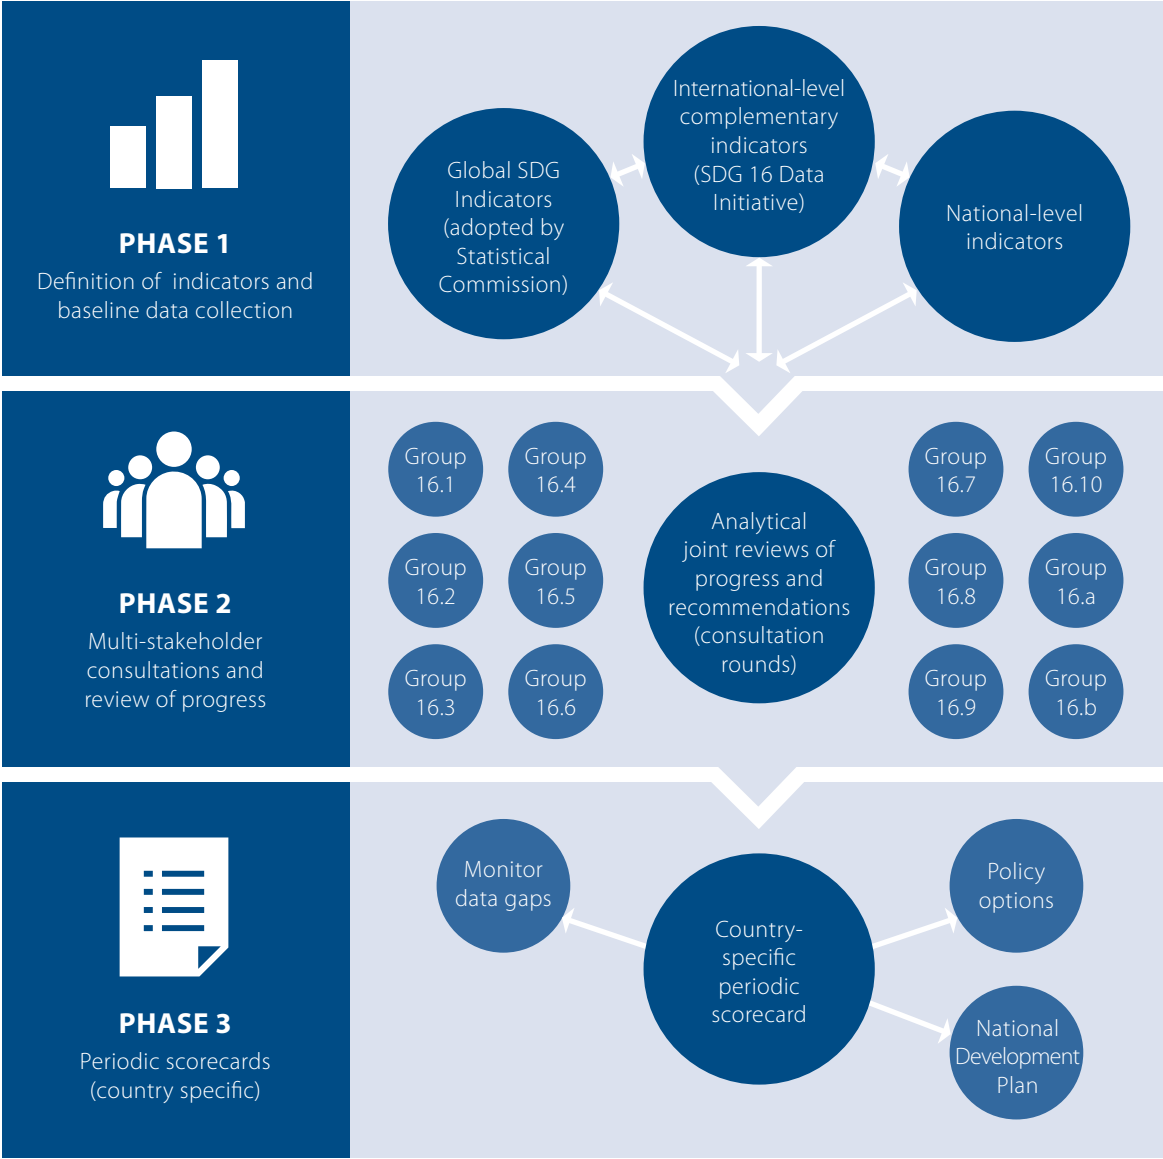 PHASE 1
Definition of indicators and
baseline data collection
Global SDG
Indicators
(adopted by
Statistical
Commission)
International-level
complementary
indicators
(SDG 16 Data
Initiative)
National-level
indicators
PHASE 2
Multi-stakeholder
consultations and
review of progress
Group
16.1
Group
16.4
Group
16.2
Group
16.5
Group
16.3
Group
16.6
Analytical
joint reviews of
progress and
recommendations
(consultation
rounds)
Group
16.7
Group
16.10
Group
16.8
Group
16.a
Group
16.9
Group
16.b
PHASE 3
Periodic scorecards
(country specific)
Monitor
data gaps
Country-
specific
periodic
scorecard
Policy
options
National
Development
Plan